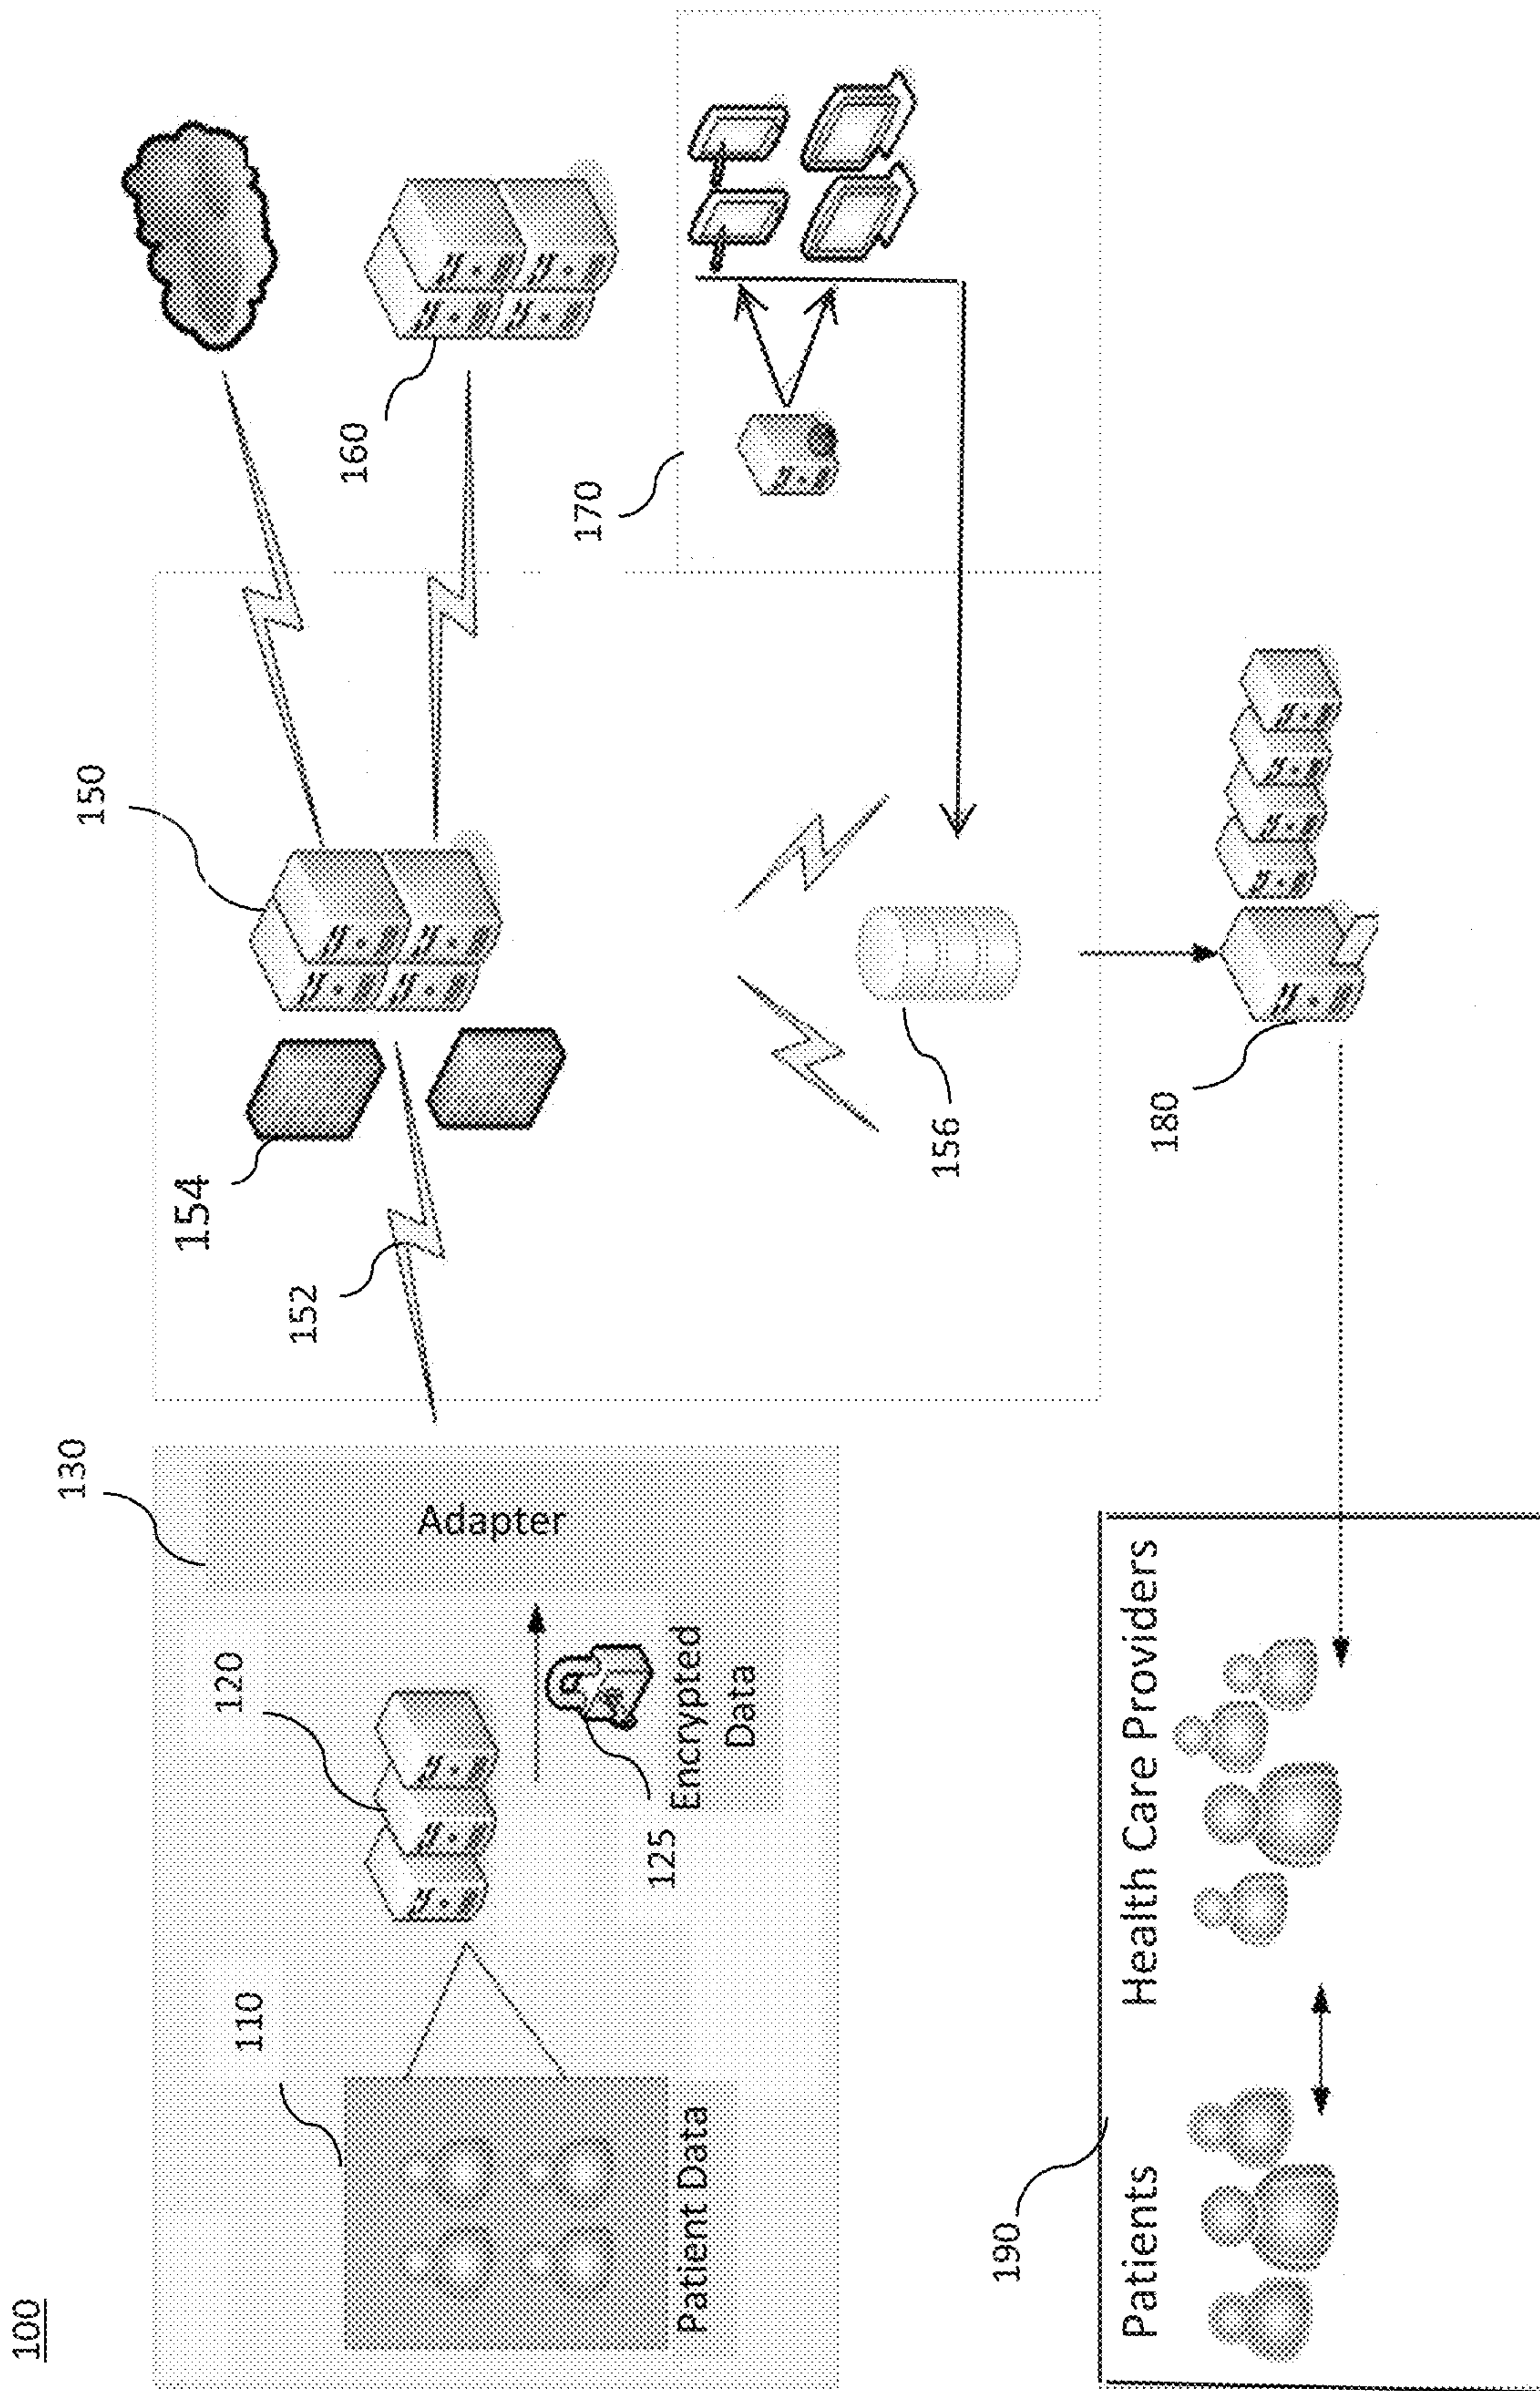 100
110
Patient Data
120
125
Encrypted
Data
130
Adapter
152
154
150
156
160
170
180
190
Patients
Health Care Providers